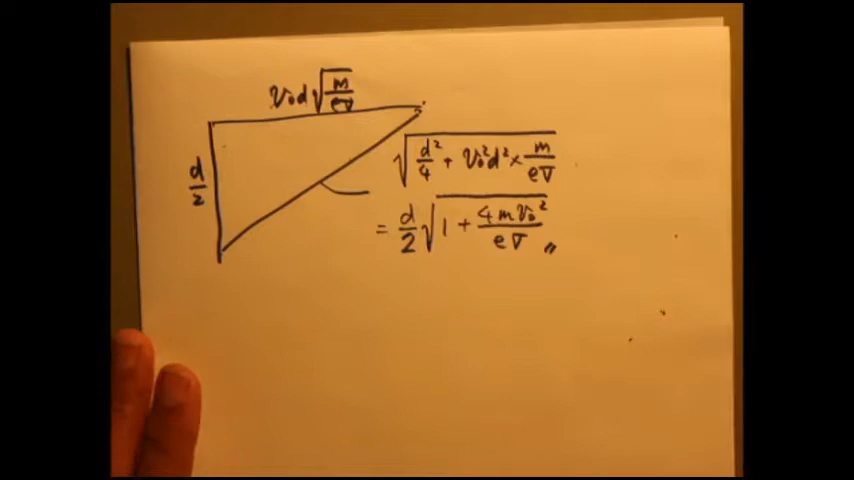 v₀d√(m/eV)
d/2
√(d²/4 + v₀²d² × m/eV)
= d/2 √(1 + 4mv₀²/eV)〃